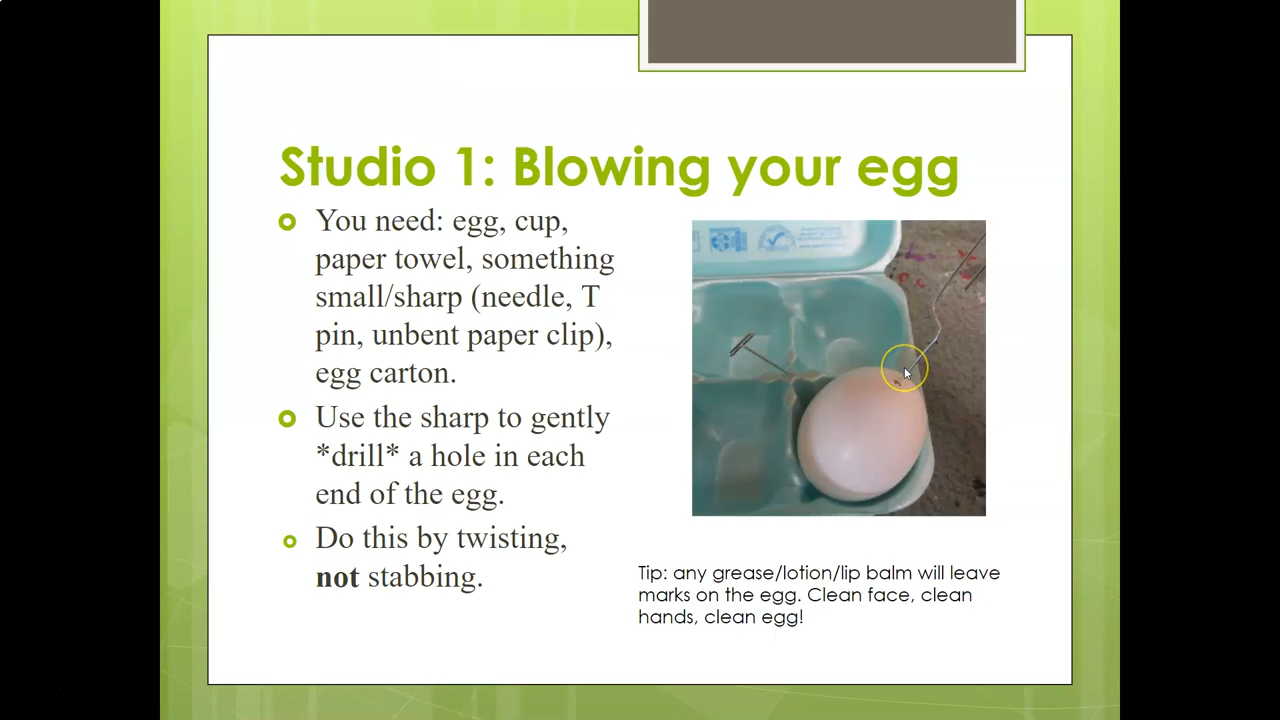 Studio 1: Blowing your egg
You need: egg, cup,
paper towel, something
small/sharp (needle, T
pin, unbent paper clip),
egg carton.
Use the sharp to gently
*drill* a hole in each
end of the egg.
Do this by twisting,
not stabbing.
Tip: any grease/lotion/lip balm will leave
marks on the egg. Clean face, clean
hands, clean egg!